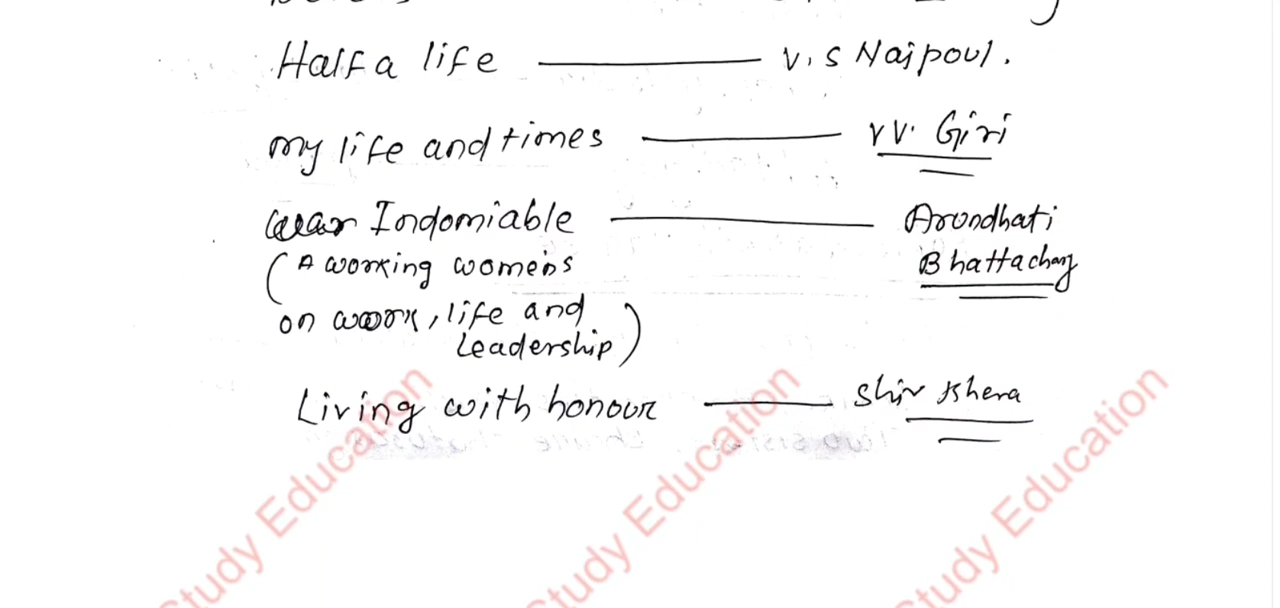 Half a life ——— V. S Naipoul.
My life and times ——— V V. Giri
Indomiable ——— Arundhati
(A working women's Bhattachary
on work, life and
Leadership)
Living with honour ——— Shiv Khera
Study Education Study Education Study Education